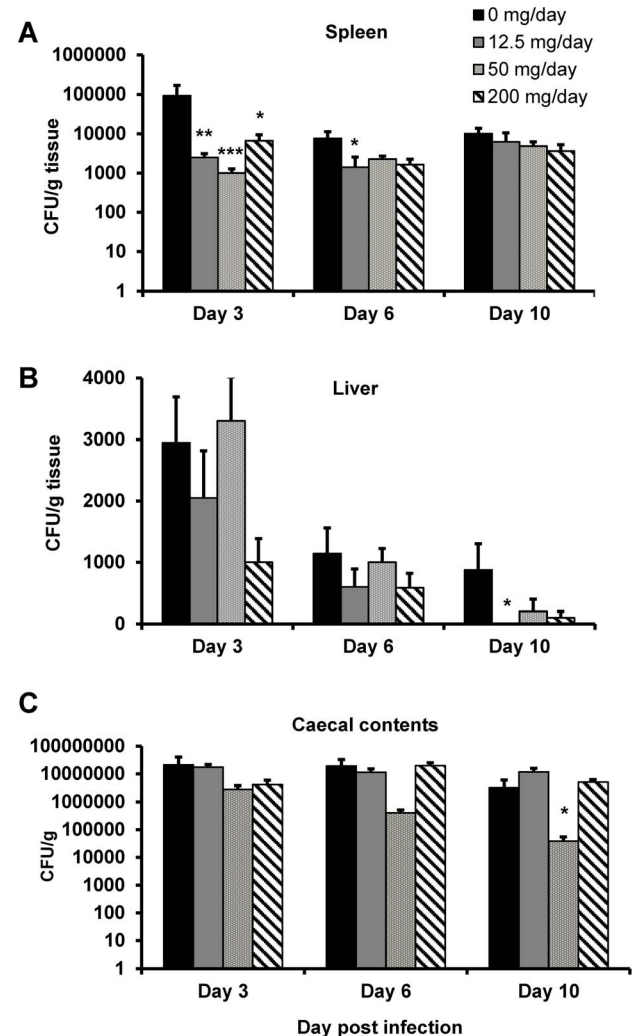 A
Spleen
0 mg/day
12.5 mg/day
50 mg/day
200 mg/day
1000000
100000
10000
1000
100
10
1
CFU/g tissue
**
***
*
*
Day 3
Day 6
Day 10
B
Liver
4000
3000
2000
1000
0
CFU/g tissue
*
Day 3
Day 6
Day 10
C
Caecal contents
100000000
10000000
1000000
100000
10000
1000
100
10
1
CFU/g
*
Day 3
Day 6
Day 10
Day post infection